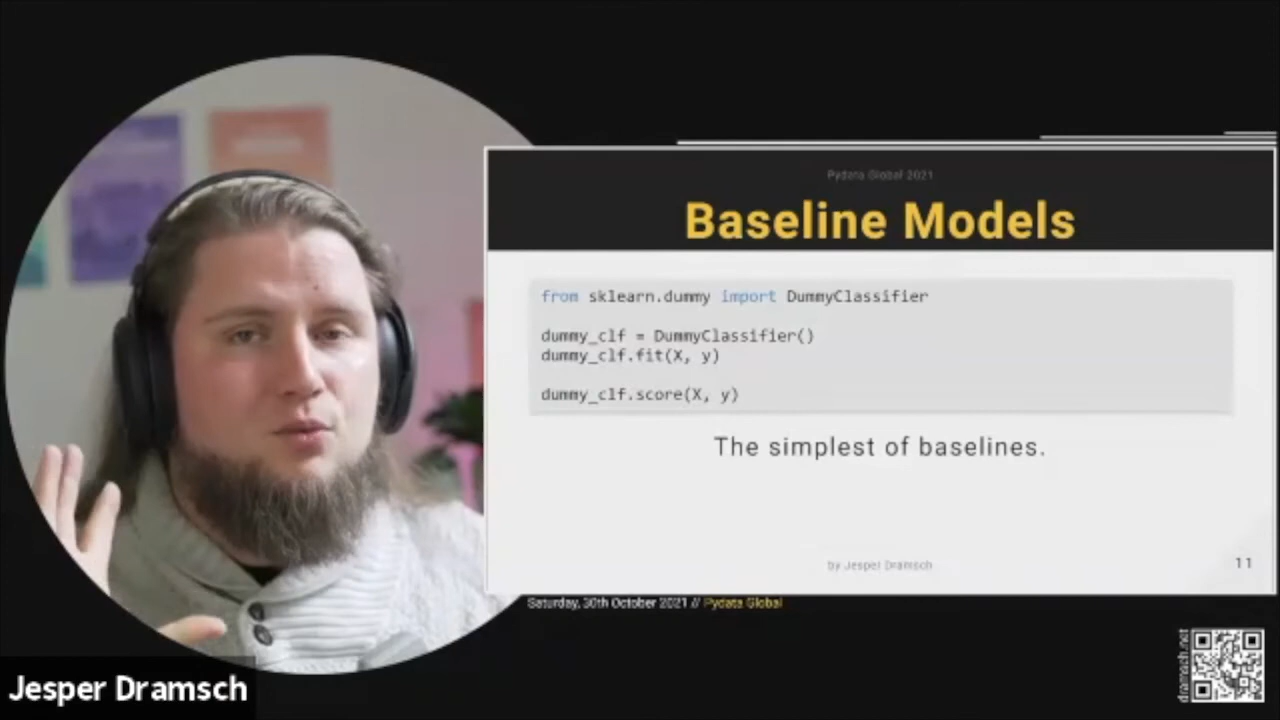 Pydata Global 2021
Baseline Models
from sklearn.dummy import DummyClassifier
dummy_clf = DummyClassifier()
dummy_clf.fit(X, y)
dummy_clf.score(X, y)
The simplest of baselines.
by Jesper Dramsch
11
Saturday, 30th October 2021 // Pydata Global
dramsch.net
Jesper Dramsch